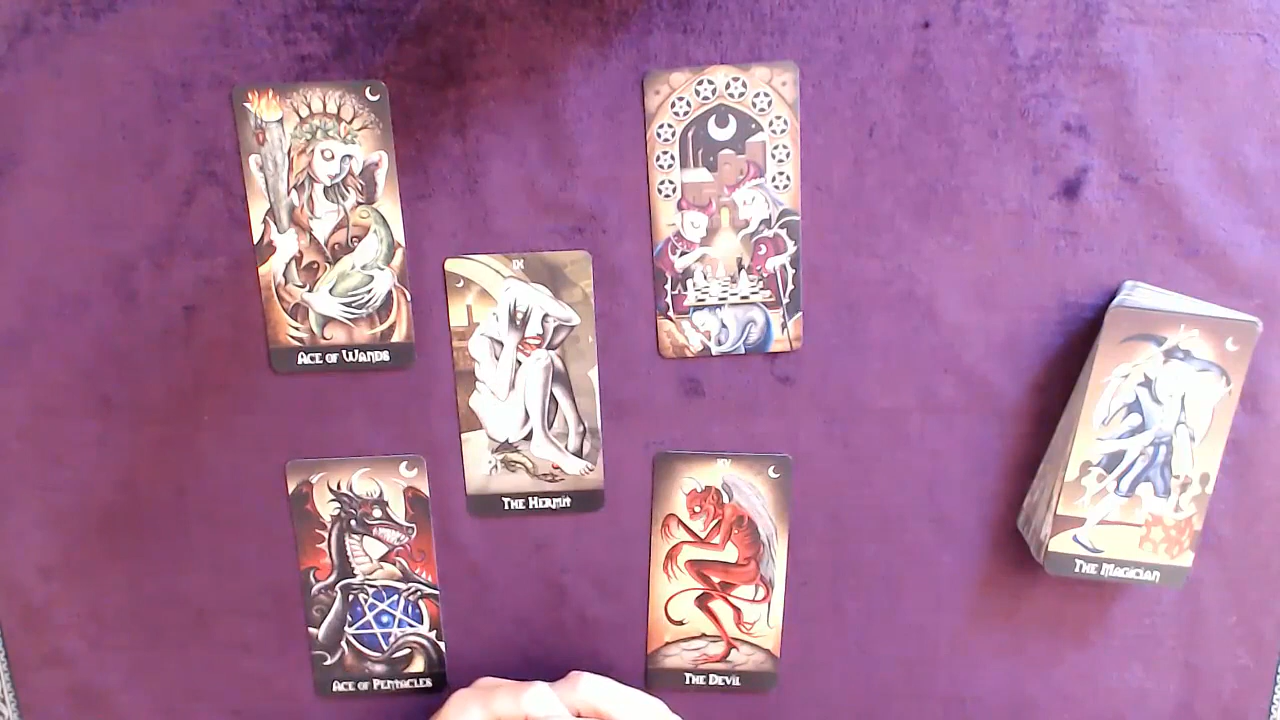 ACE OF WANDS
IX
THE HERMIT
ACE OF PENTACLES
XV
THE DEVIL
THE MAGICIAN